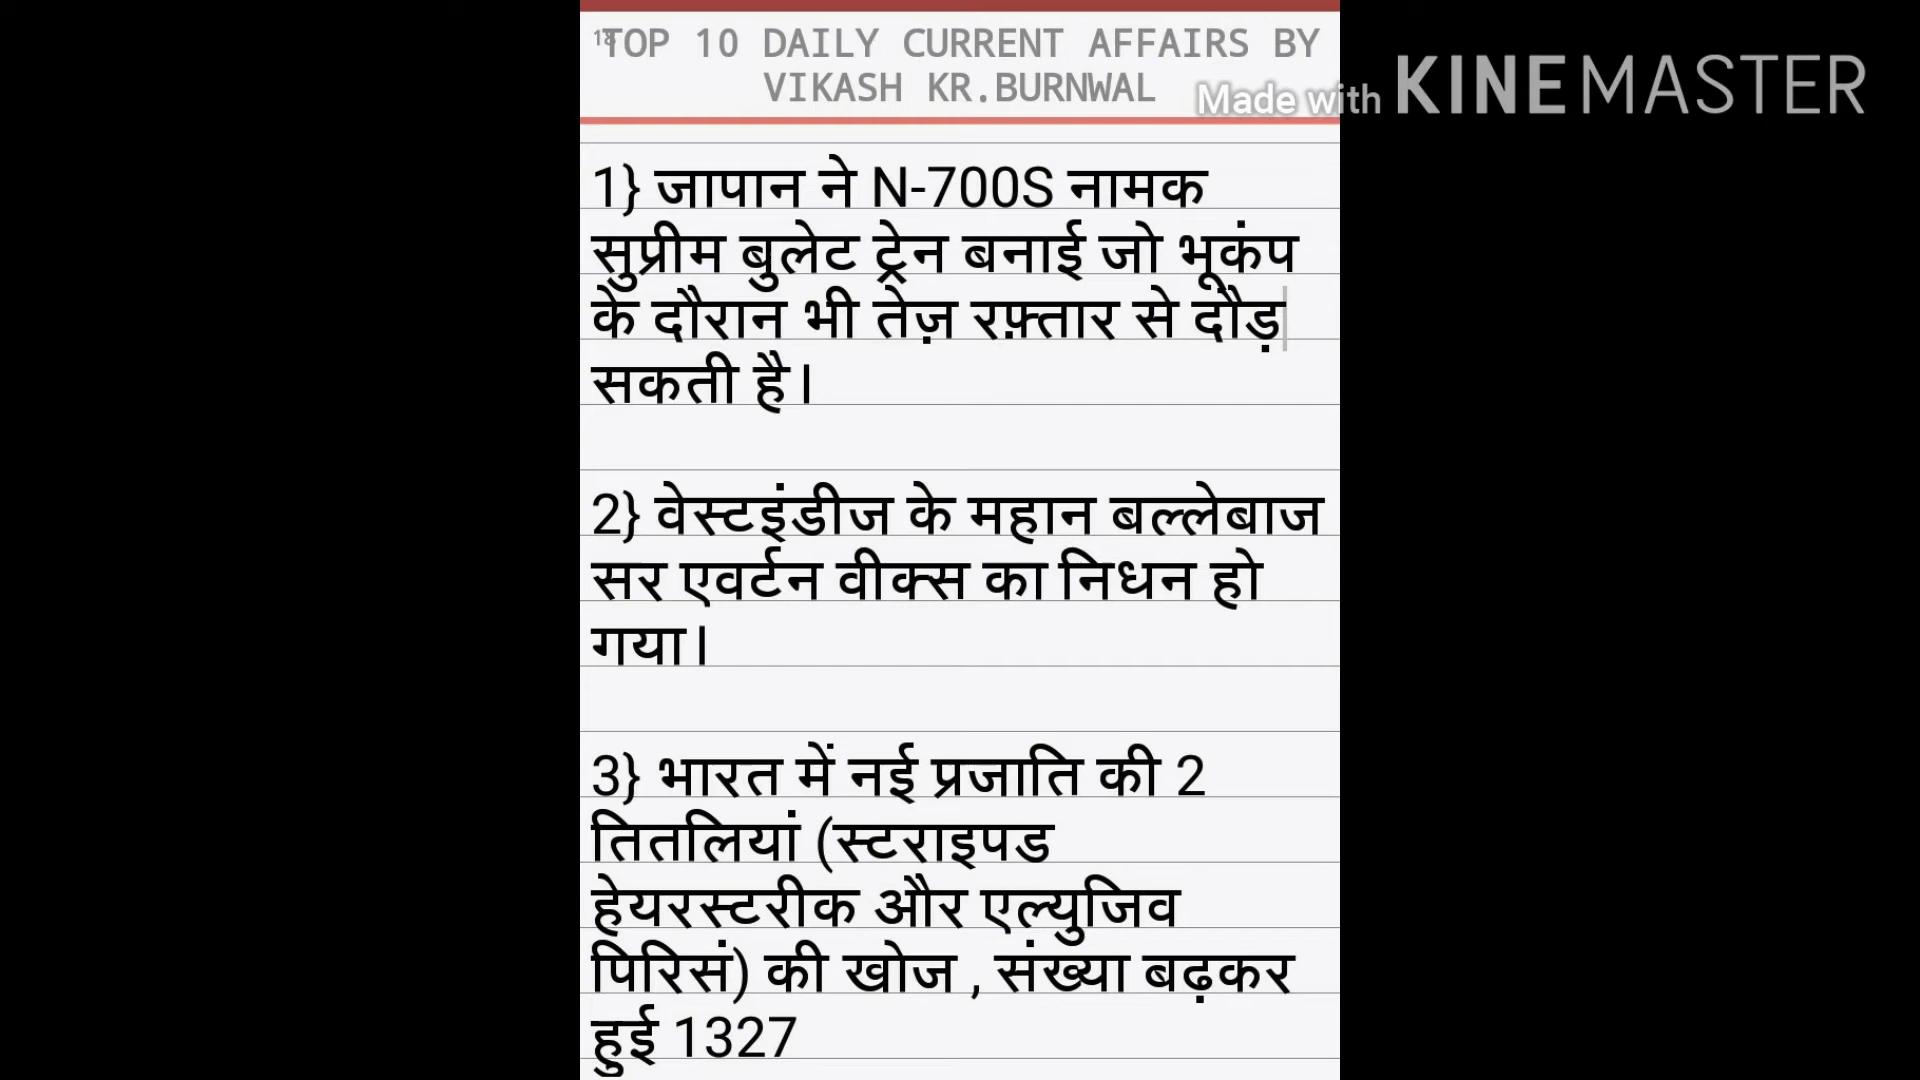 TOP 10 DAILY CURRENT AFFAIRS BY
VIKASH KR.BURNWAL
Made with KINEMASTER
1} जापान ने N-700S नामक
सुप्रीम बुलेट ट्रेन बनाई जो भूकंप
के दौरान भी तेज़ रफ़्तार से दौड़
सकती है।
2} वेस्टइंडीज के महान बल्लेबाज
सर एवर्टन वीक्स का निधन हो
गया।
3} भारत में नई प्रजाति की 2
तितलियां (स्टराइपड
हेयरस्टरीक और एल्युजिव
पिरिसं) की खोज , संख्या बढ़कर
हुई 1327